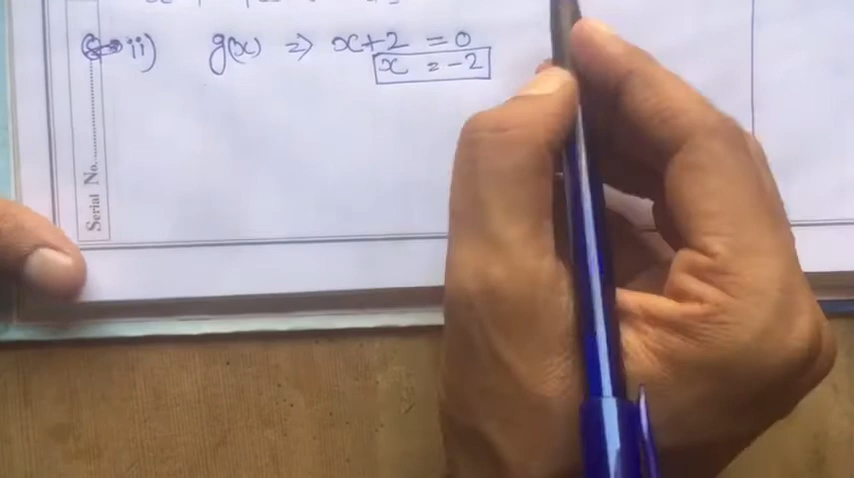 ii) g(x) => x+2 = 0
x = -2
Serial No.